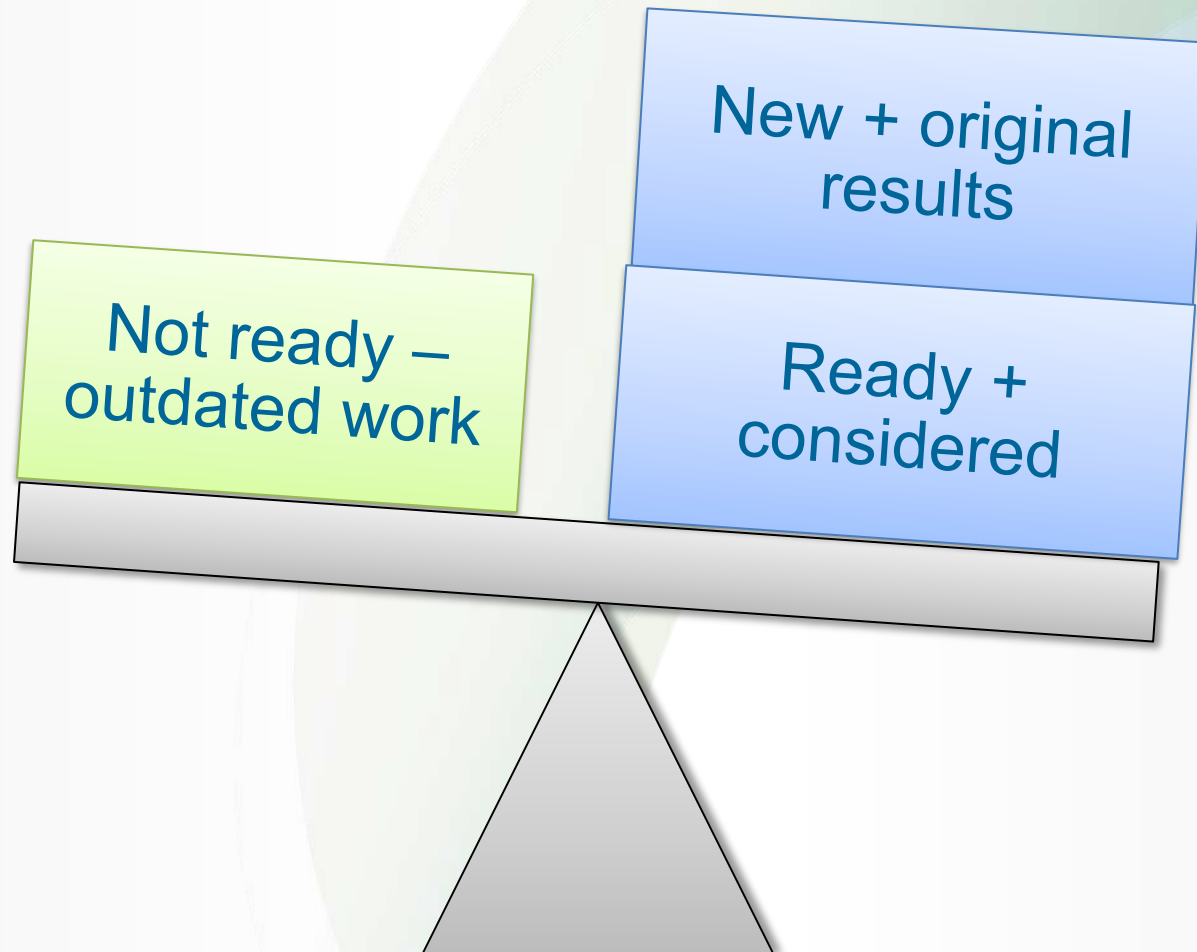 New + original
results
Not ready –
outdated work
Ready +
considered